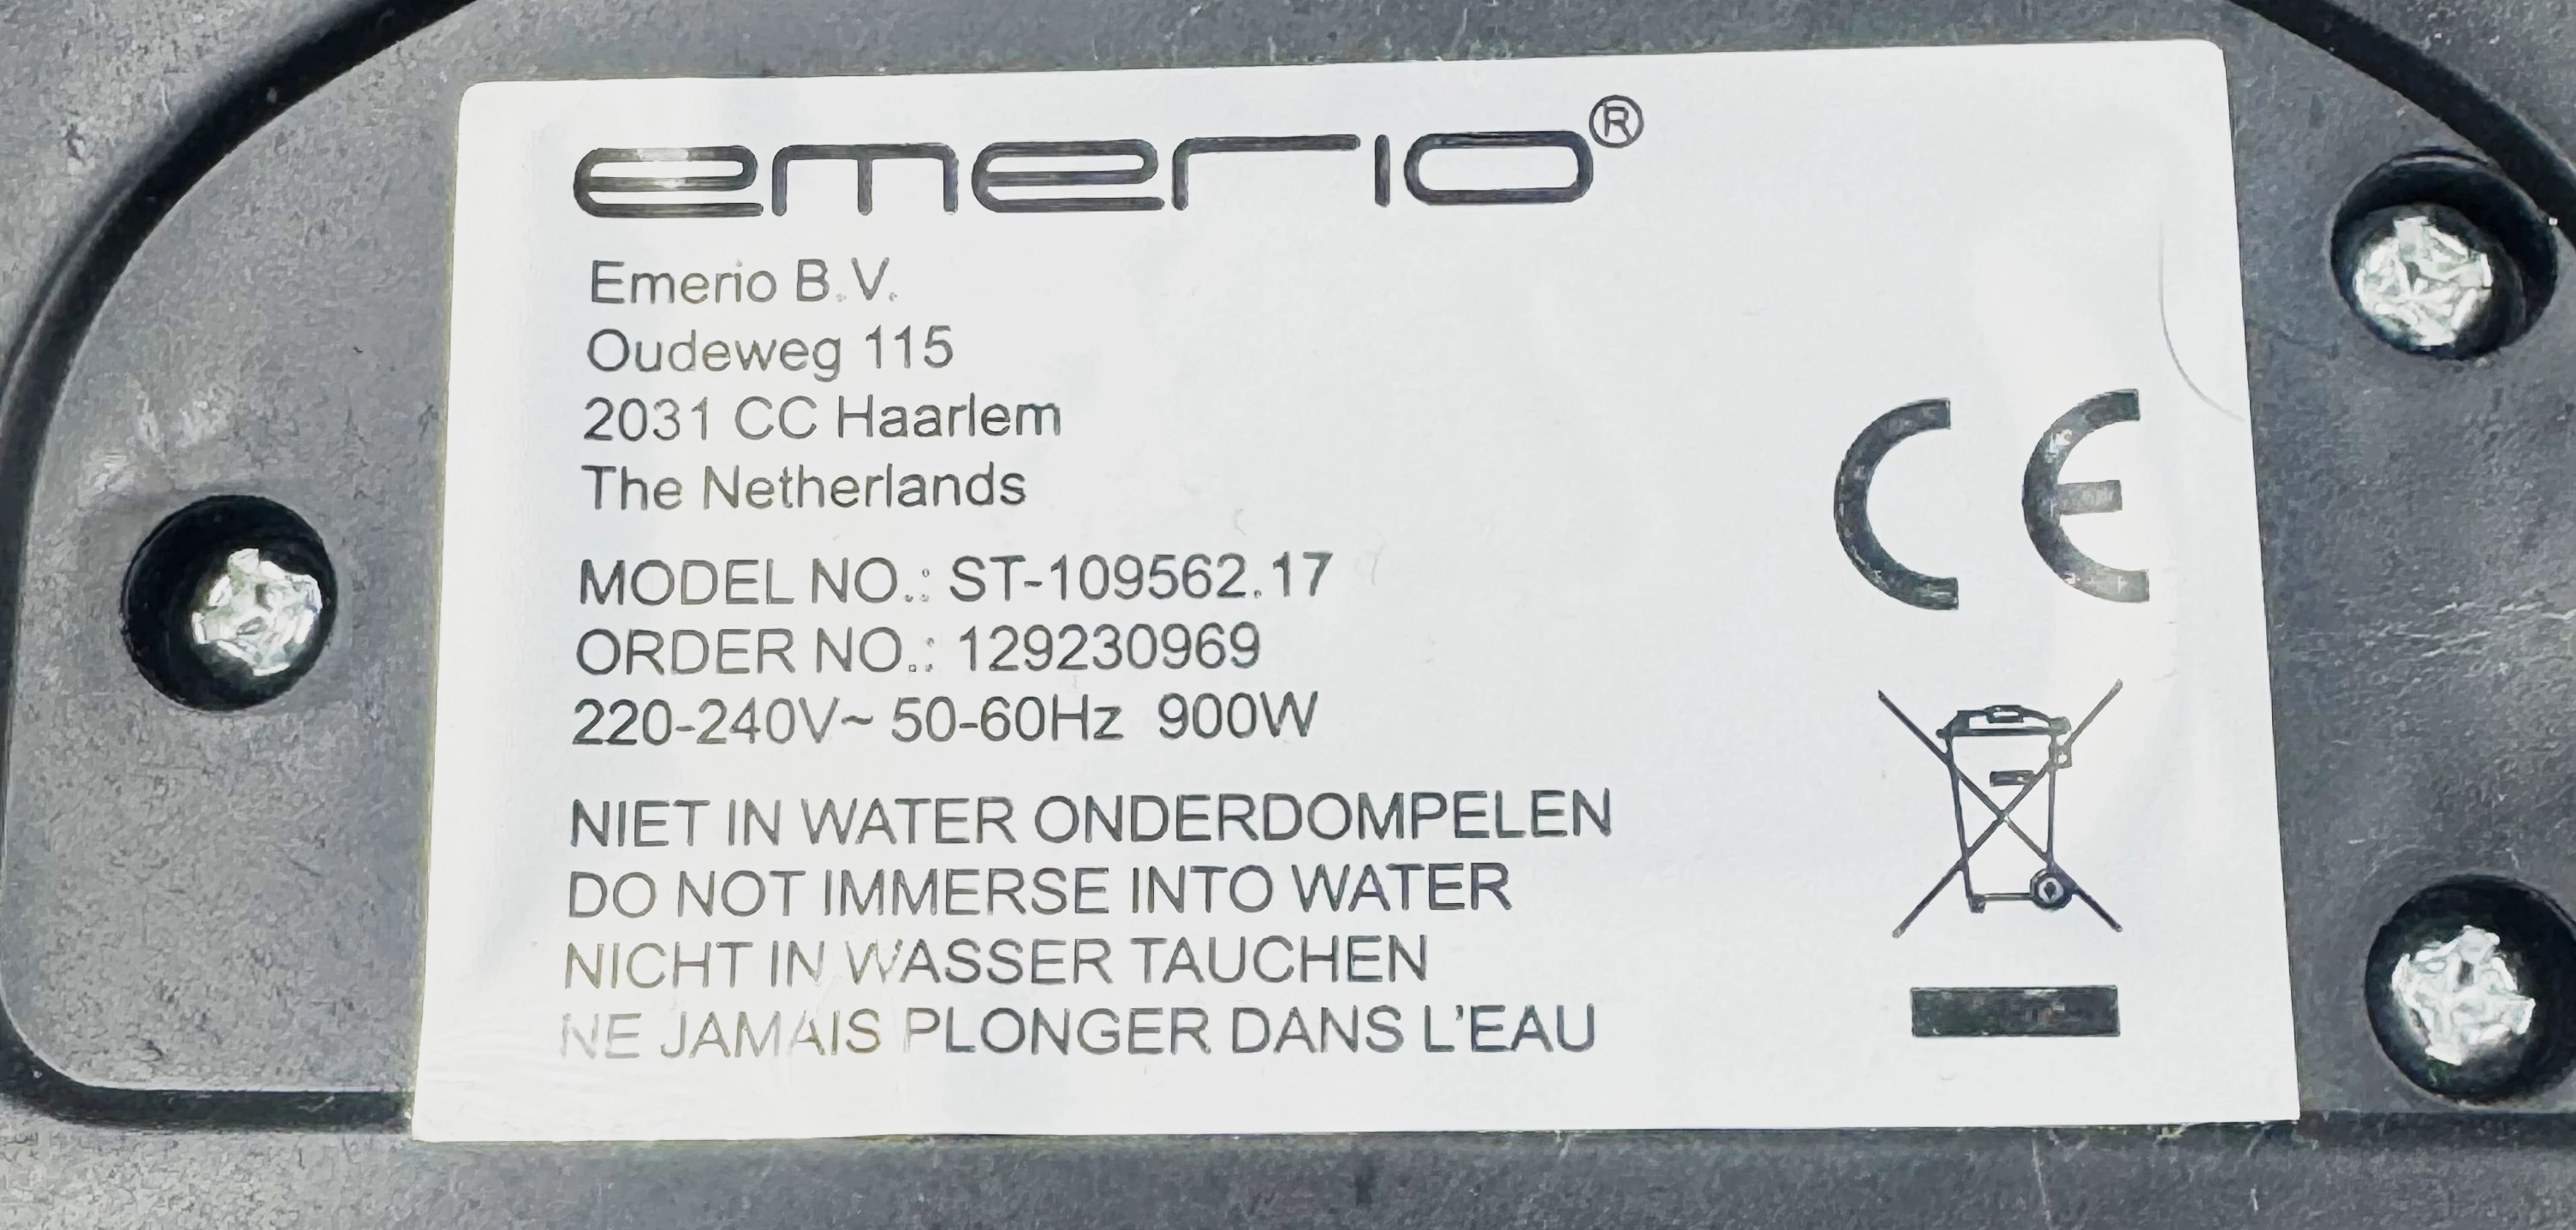 emerio®
Emerio B.V.
Oudeweg 115
2031 CC Haarlem
The Netherlands
MODEL NO.: ST-109562.17
ORDER NO.: 129230969
220-240V~ 50-60Hz 900W
NIET IN WATER ONDERDOMPELEN
DO NOT IMMERSE INTO WATER
NICHT IN WASSER TAUCHEN
NE JAMAIS PLONGER DANS L'EAU
CE